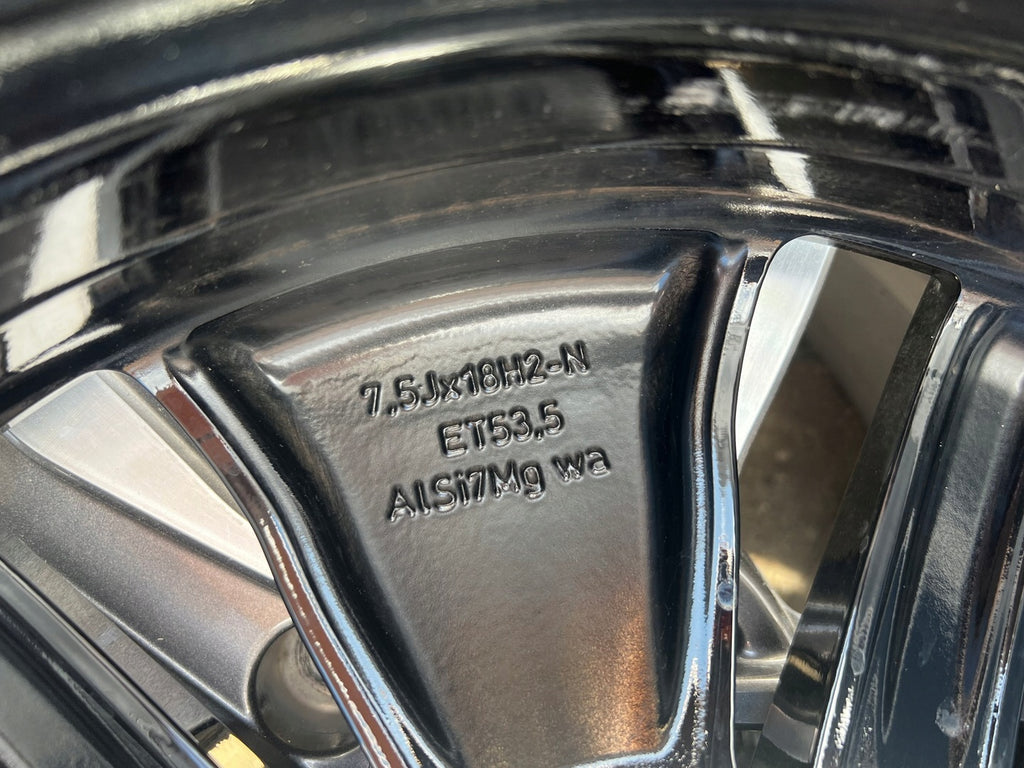 7,5Jx18H2-N
ET53,5
AlSi7Mg wa